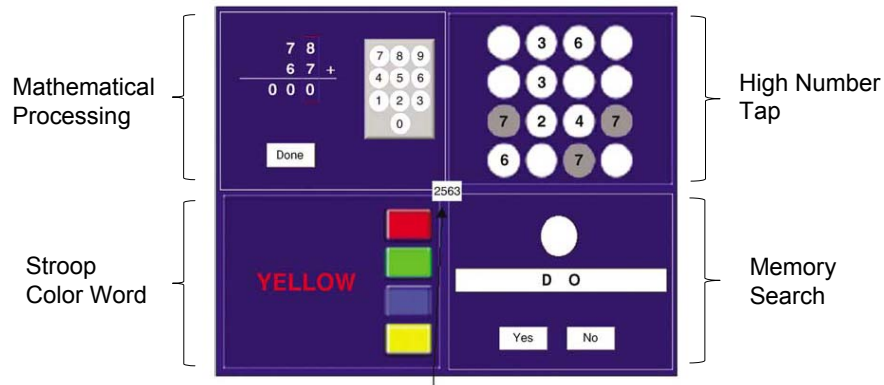 Mathematical
Processing
7 8
6 7 +
0 0 0
7 8 9
4 5 6
1 2 3
0
Done
3 6
3
7 2 4 7
6 7
High Number
Tap
2563
Stroop
Color Word
YELLOW
D O
Yes No
Memory
Search